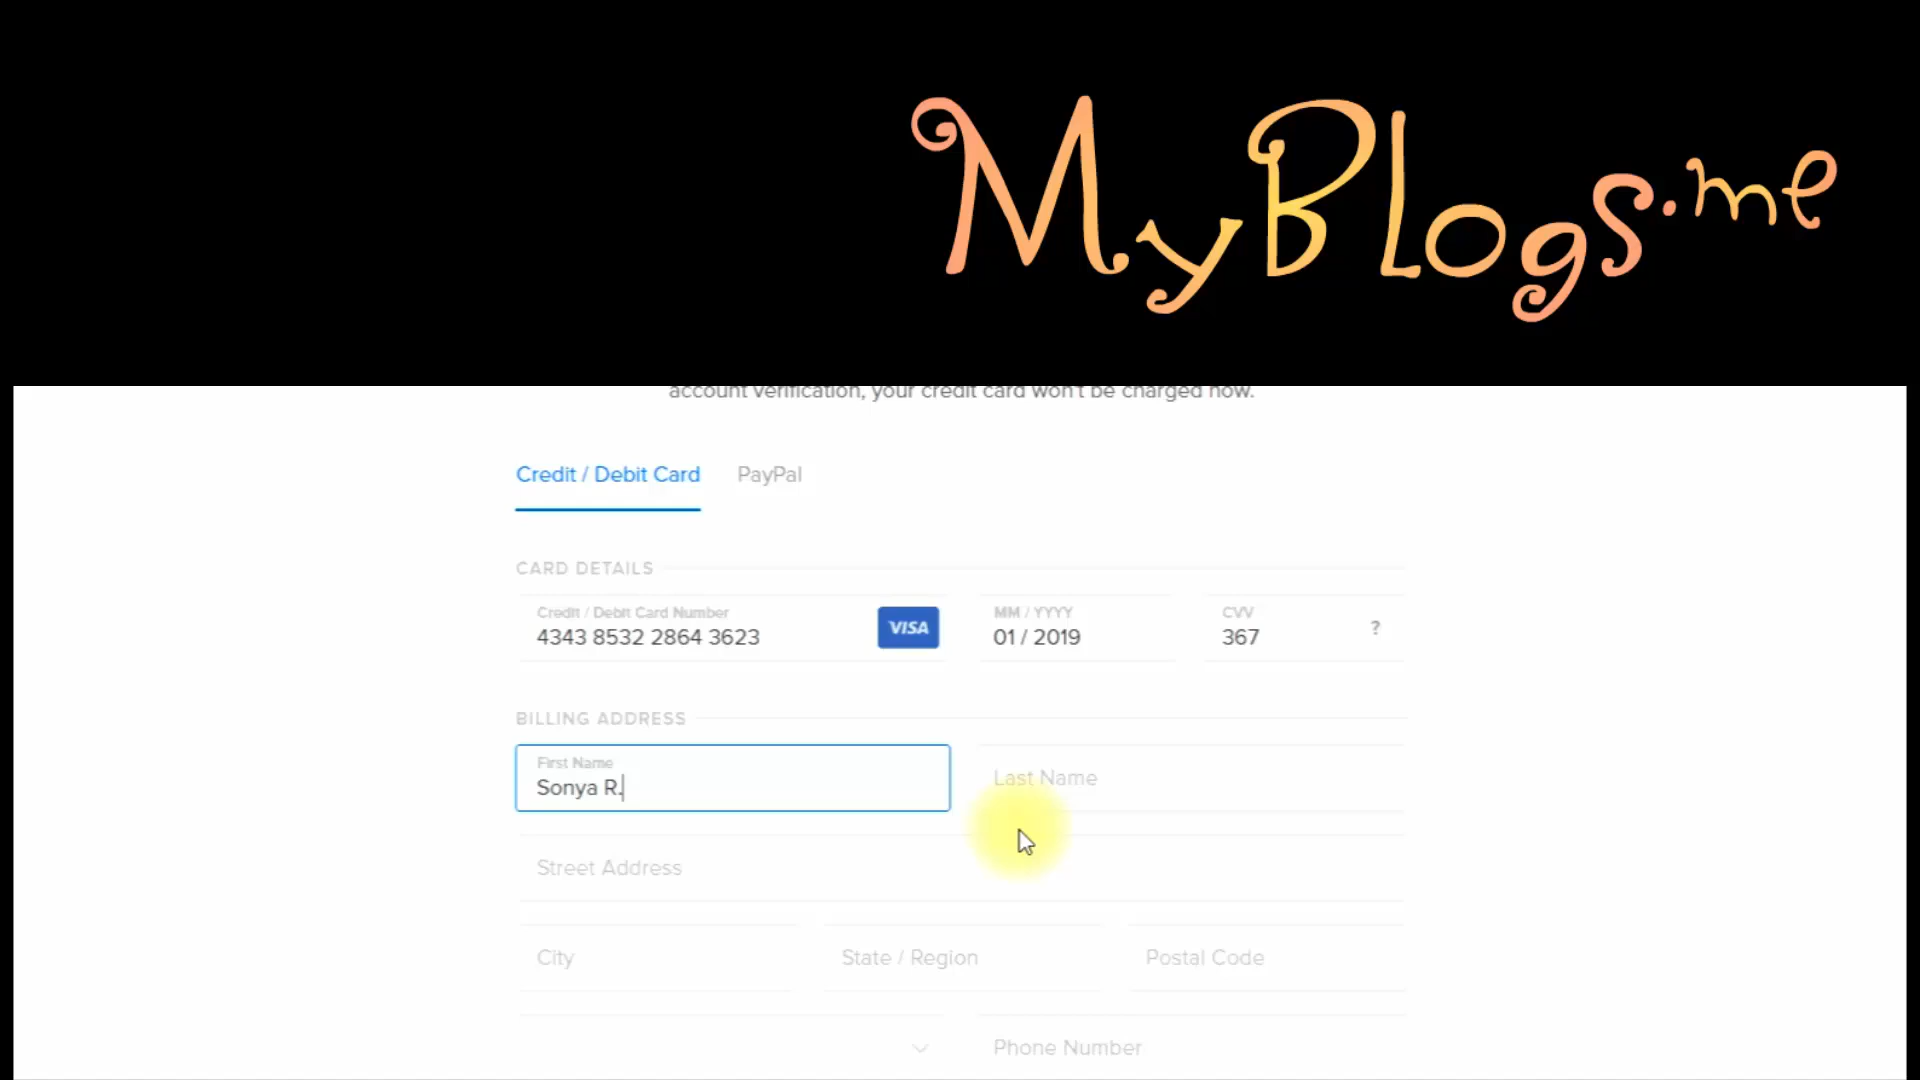 MyBlogs.me
account verification, your credit card won't be charged now.
Credit / Debit Card PayPal
CARD DETAILS
Credit / Debit Card Number MM / YYYY CVV
4343 8532 2864 3623 VISA 01 / 2019 367 ?
BILLING ADDRESS
First Name
Sonya R. Last Name
Street Address
City State / Region Postal Code
Phone Number